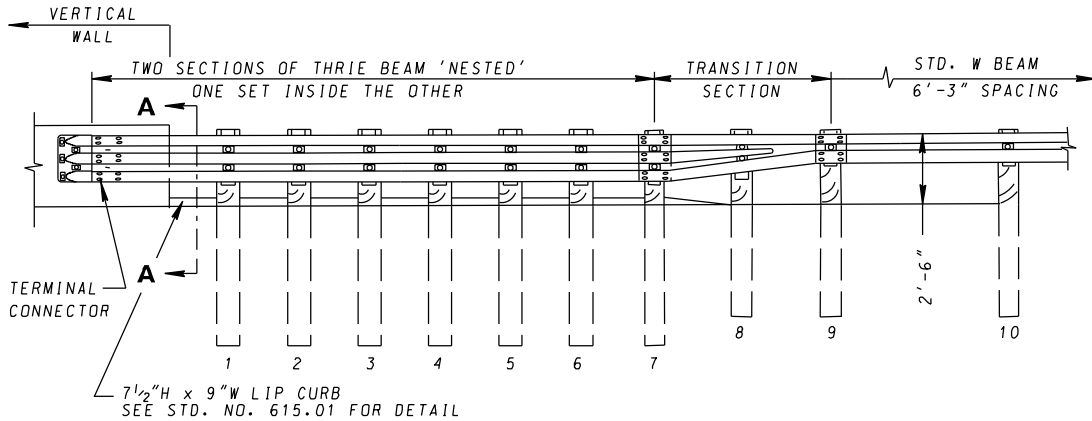 VERTICAL
WALL
TWO SECTIONS OF THRIE BEAM 'NESTED'
ONE SET INSIDE THE OTHER
TRANSITION
SECTION
STD. W BEAM
6'-3" SPACING
A
A
2'-6"
TERMINAL
CONNECTOR
1 2 3 4 5 6 7 8 9 10
7 1/2"H x 9"W LIP CURB
SEE STD. NO. 615.01 FOR DETAIL